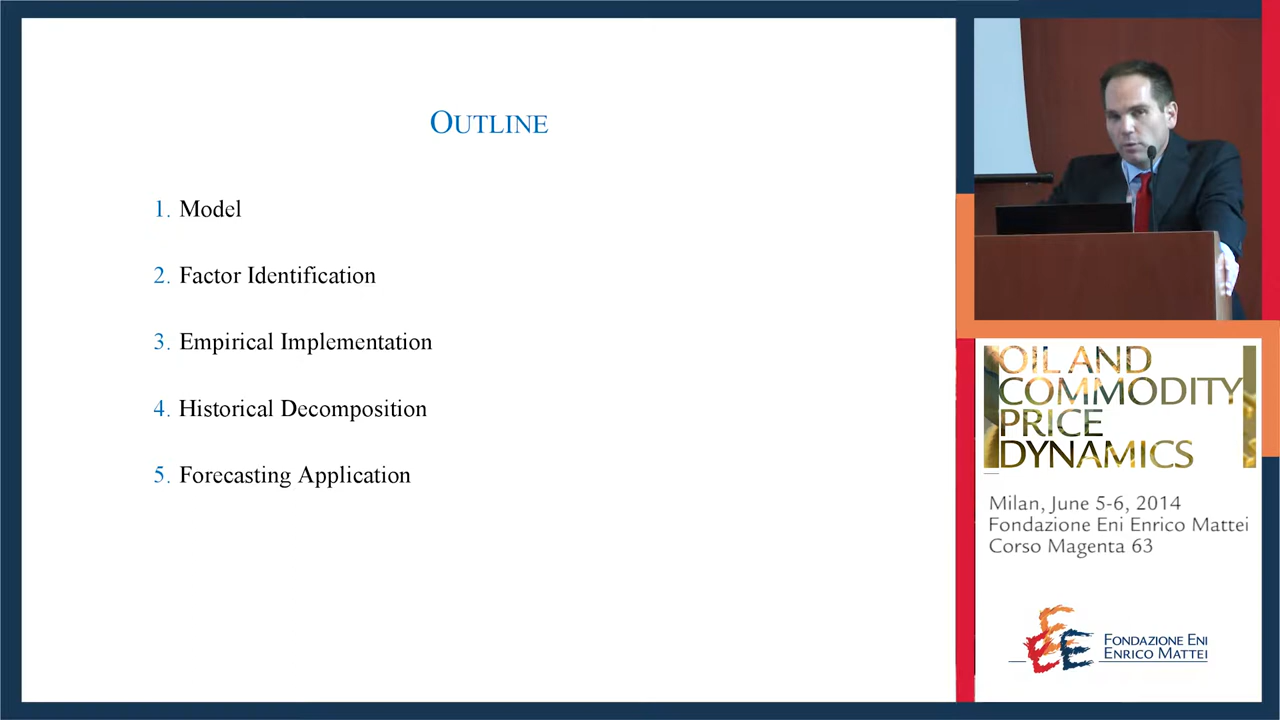 OUTLINE
1. Model
2. Factor Identification
3. Empirical Implementation
4. Historical Decomposition
5. Forecasting Application
OIL AND
COMMODITY
PRICE
DYNAMICS
Milan, June 5-6, 2014
Fondazione Eni Enrico Mattei
Corso Magenta 63
FONDAZIONE ENI
ENRICO MATTEI